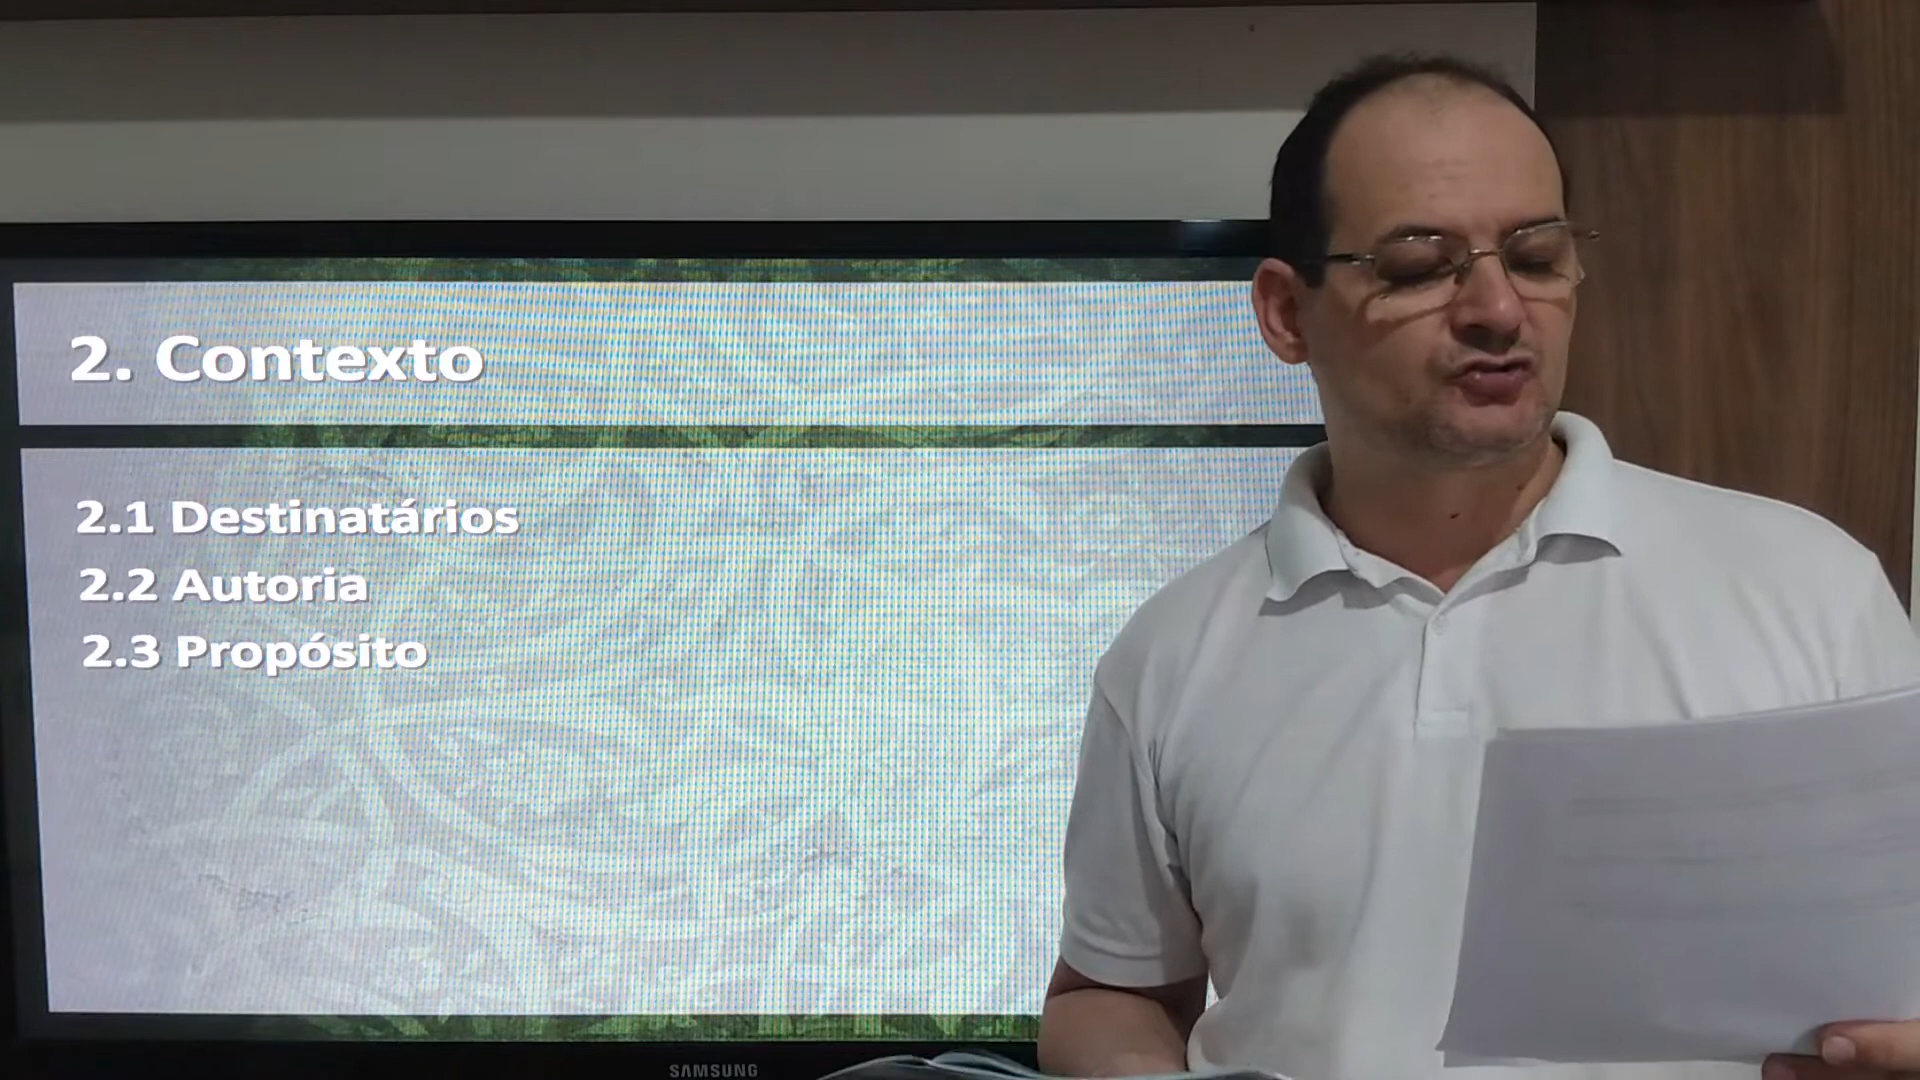 2. Contexto
2.1 Destinatários
2.2 Autoria
2.3 Propósito
SAMSUNG